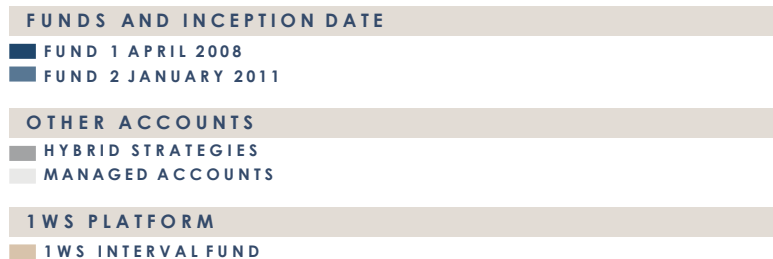 FUNDS AND INCEPTION DATE
FUND 1 APRIL 2008
FUND 2 JANUARY 2011
OTHER ACCOUNTS
HYBRID STRATEGIES
MANAGED ACCOUNTS
1WS PLATFORM
1WS INTERVAL FUND